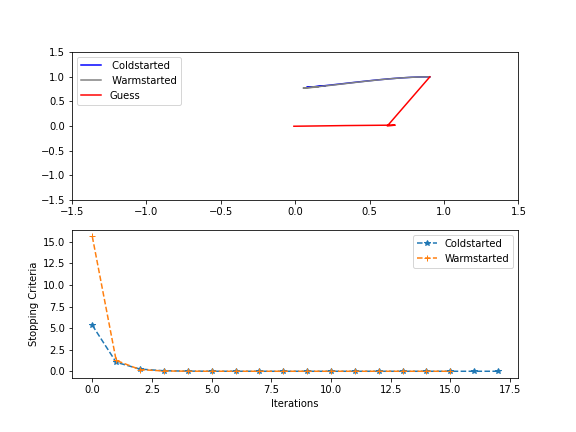 1.5
1.0
0.5
0.0
−0.5
−1.0
−1.5
−1.5 −1.0 −0.5 0.0 0.5 1.0 1.5
Coldstarted
Warmstarted
Guess
Stopping Criteria
15.0
12.5
10.0
7.5
5.0
2.5
0.0
0.0 2.5 5.0 7.5 10.0 12.5 15.0 17.5
Iterations
Coldstarted
Warmstarted